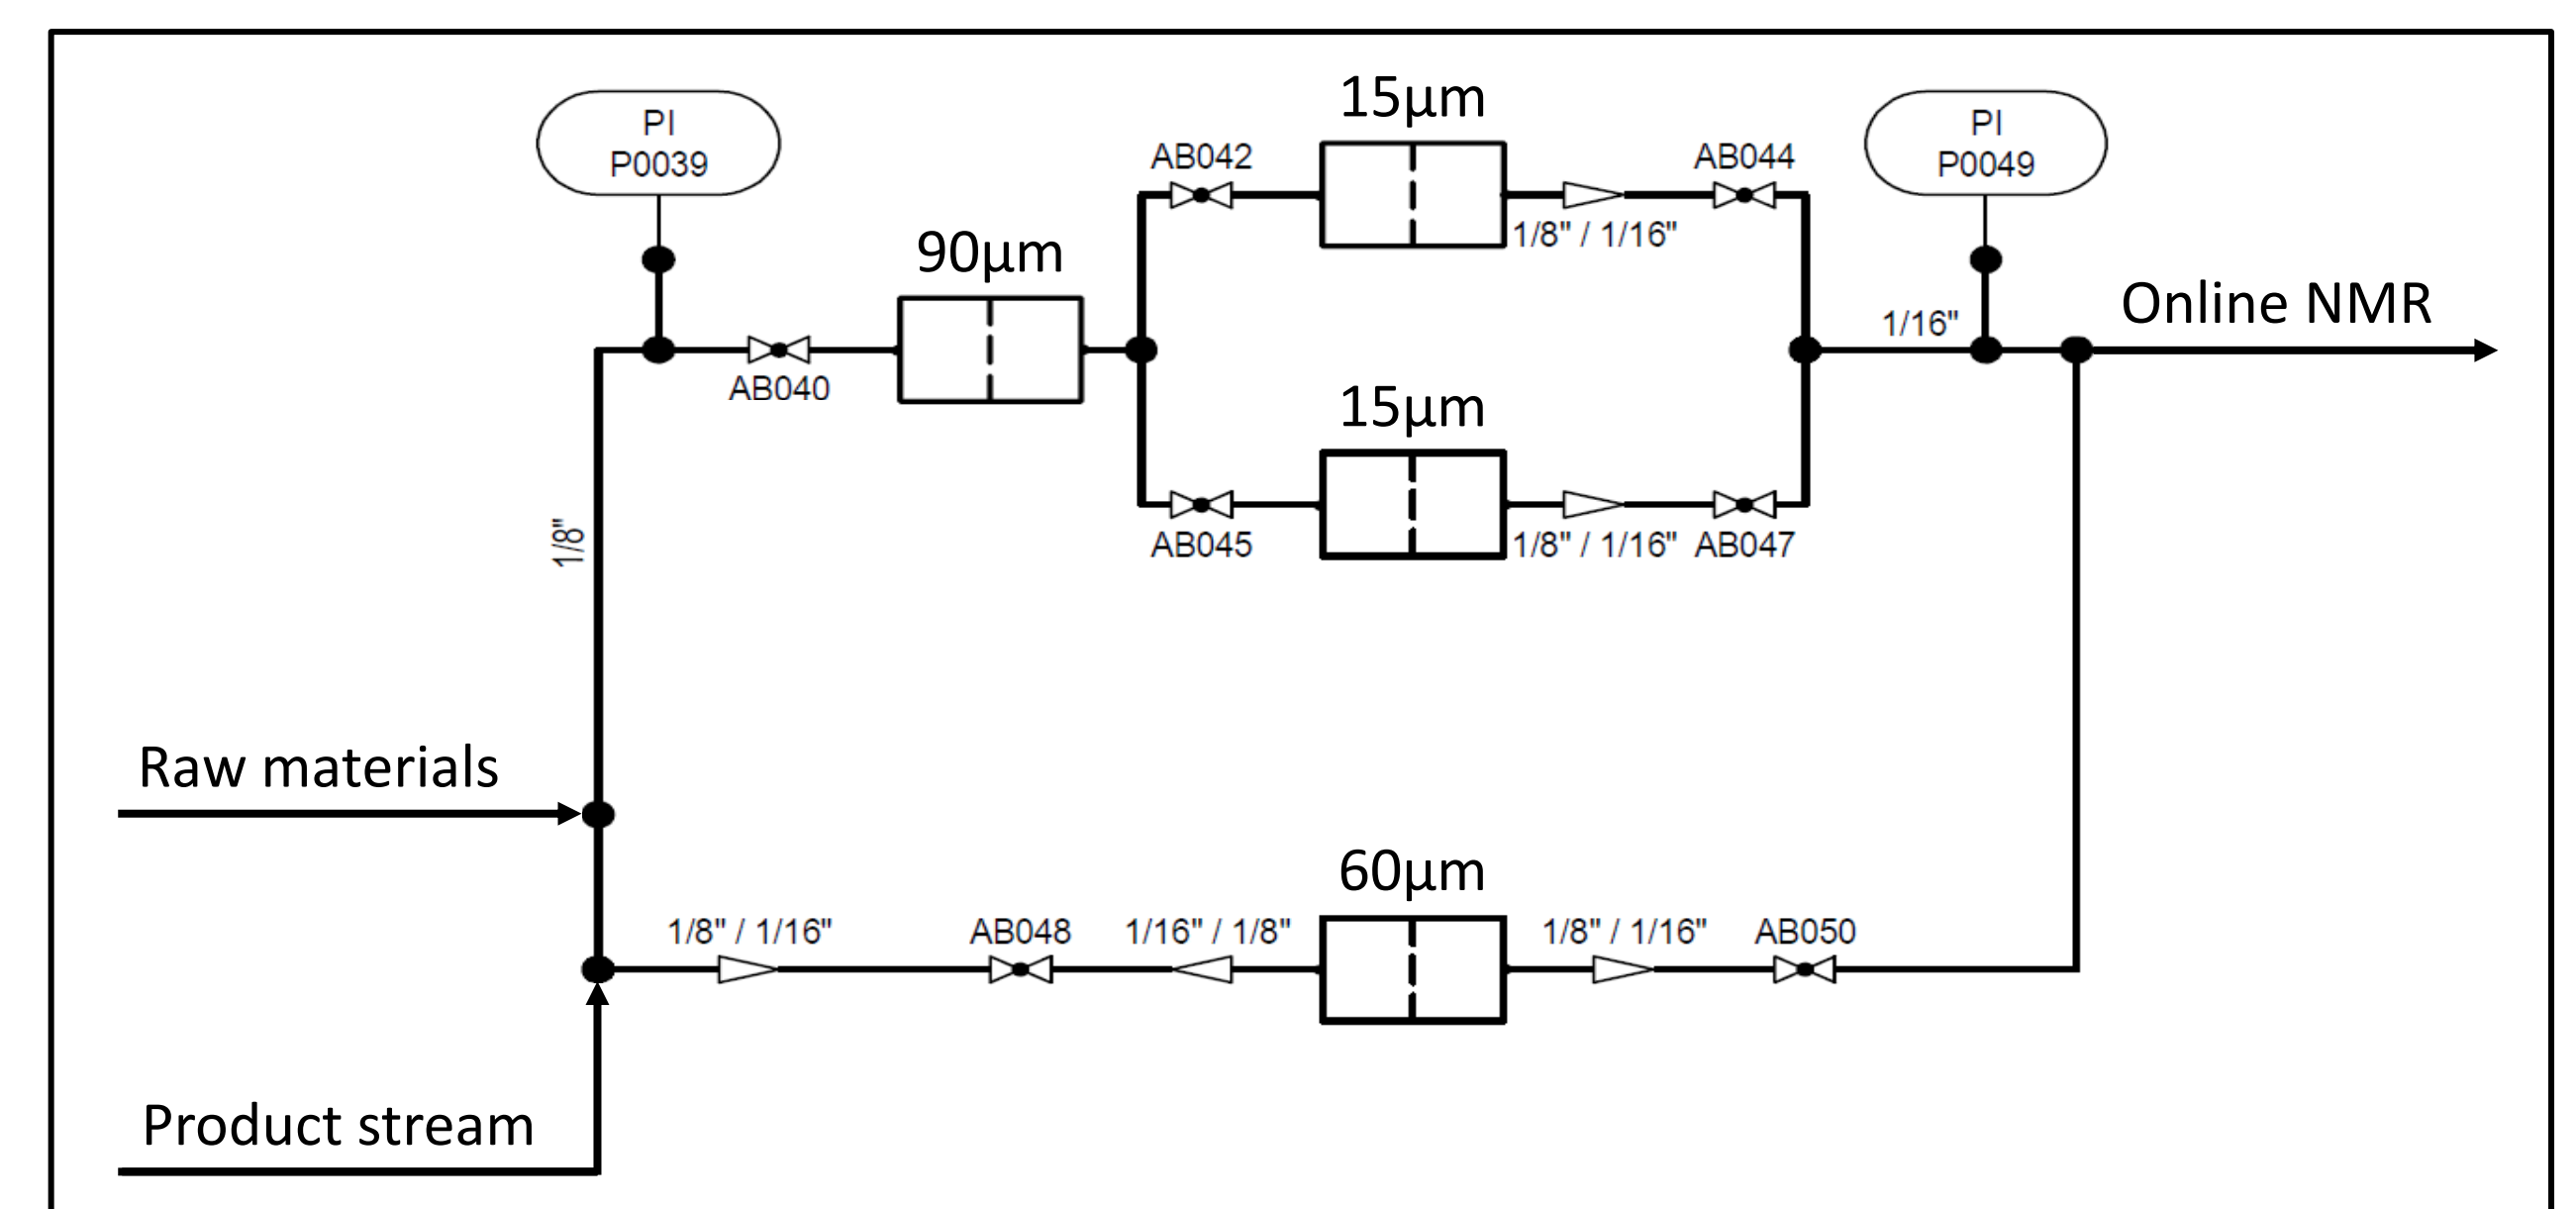 15µm
PI
P0039
AB042
AB044
PI
P0049
1/8" / 1/16"
90µm
Online NMR
1/16"
AB040
15µm
1/8"
AB045
1/8" / 1/16"
AB047
Raw materials
60µm
1/8" / 1/16"
AB048
1/16" / 1/8"
1/8" / 1/16"
AB050
Product stream